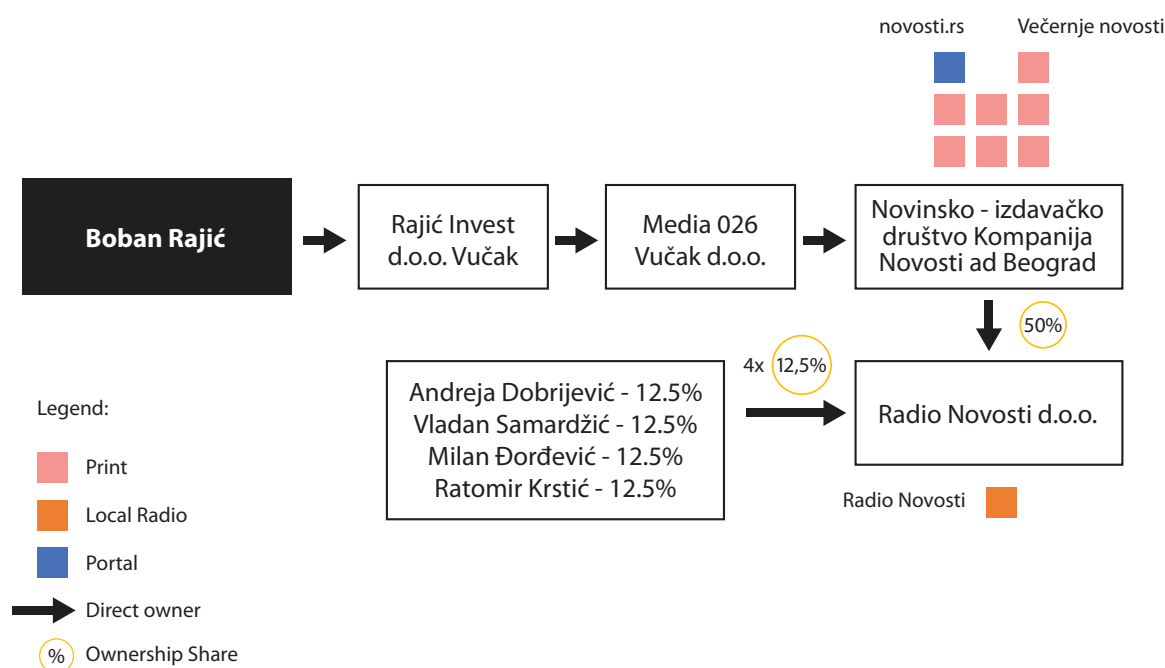 novosti.rs
Večernje novosti
Boban Rajić
Rajić Invest
d.o.o. Vučak
Media 026
Vučak d.o.o.
Novinsko - izdavačko
društvo Kompanija
Novosti ad Beograd
50%
4x 12,5%
Andreja Dobrijević - 12.5%
Vladan Samardžić - 12.5%
Milan Đorđević - 12.5%
Ratomir Krstić - 12.5%
Radio Novosti d.o.o.
Radio Novosti
Legend:
Print
Local Radio
Portal
Direct owner
% Ownership Share